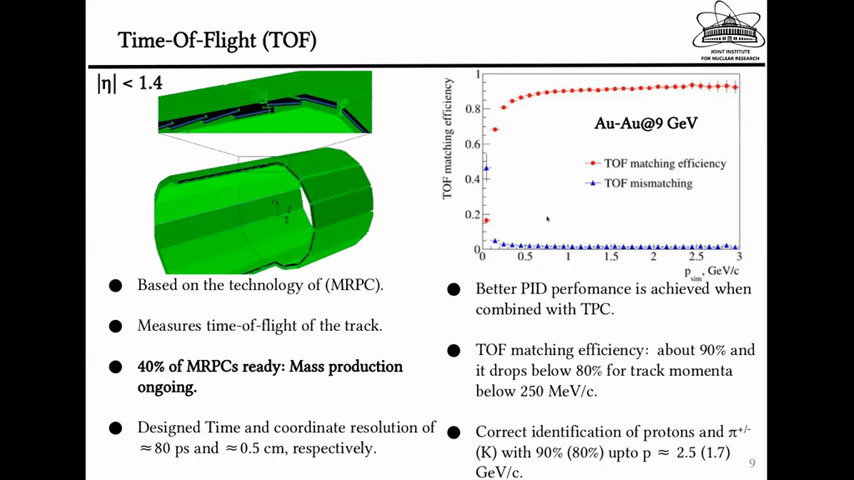 Time-Of-Flight (TOF)
JOINT INSTITUTE
FOR NUCLEAR RESEARCH
|η| < 1.4
TOF matching efficiency
1
0.8
0.6
0.4
0.2
0
Au-Au@9 GeV
TOF matching efficiency
TOF mismatching
0 0.5 1 1.5 2 2.5 3
psim, GeV/c
● Based on the technology of (MRPC).
● Measures time-of-flight of the track.
● 40% of MRPCs ready: Mass production
ongoing.
● Designed Time and coordinate resolution of
≈ 80 ps and ≈ 0.5 cm, respectively.
● Better PID perfomance is achieved when
combined with TPC.
● TOF matching efficiency: about 90% and
it drops below 80% for track momenta
below 250 MeV/c.
● Correct identification of protons and π+/-
(K) with 90% (80%) upto p ≈ 2.5 (1.7)
GeV/c.
9